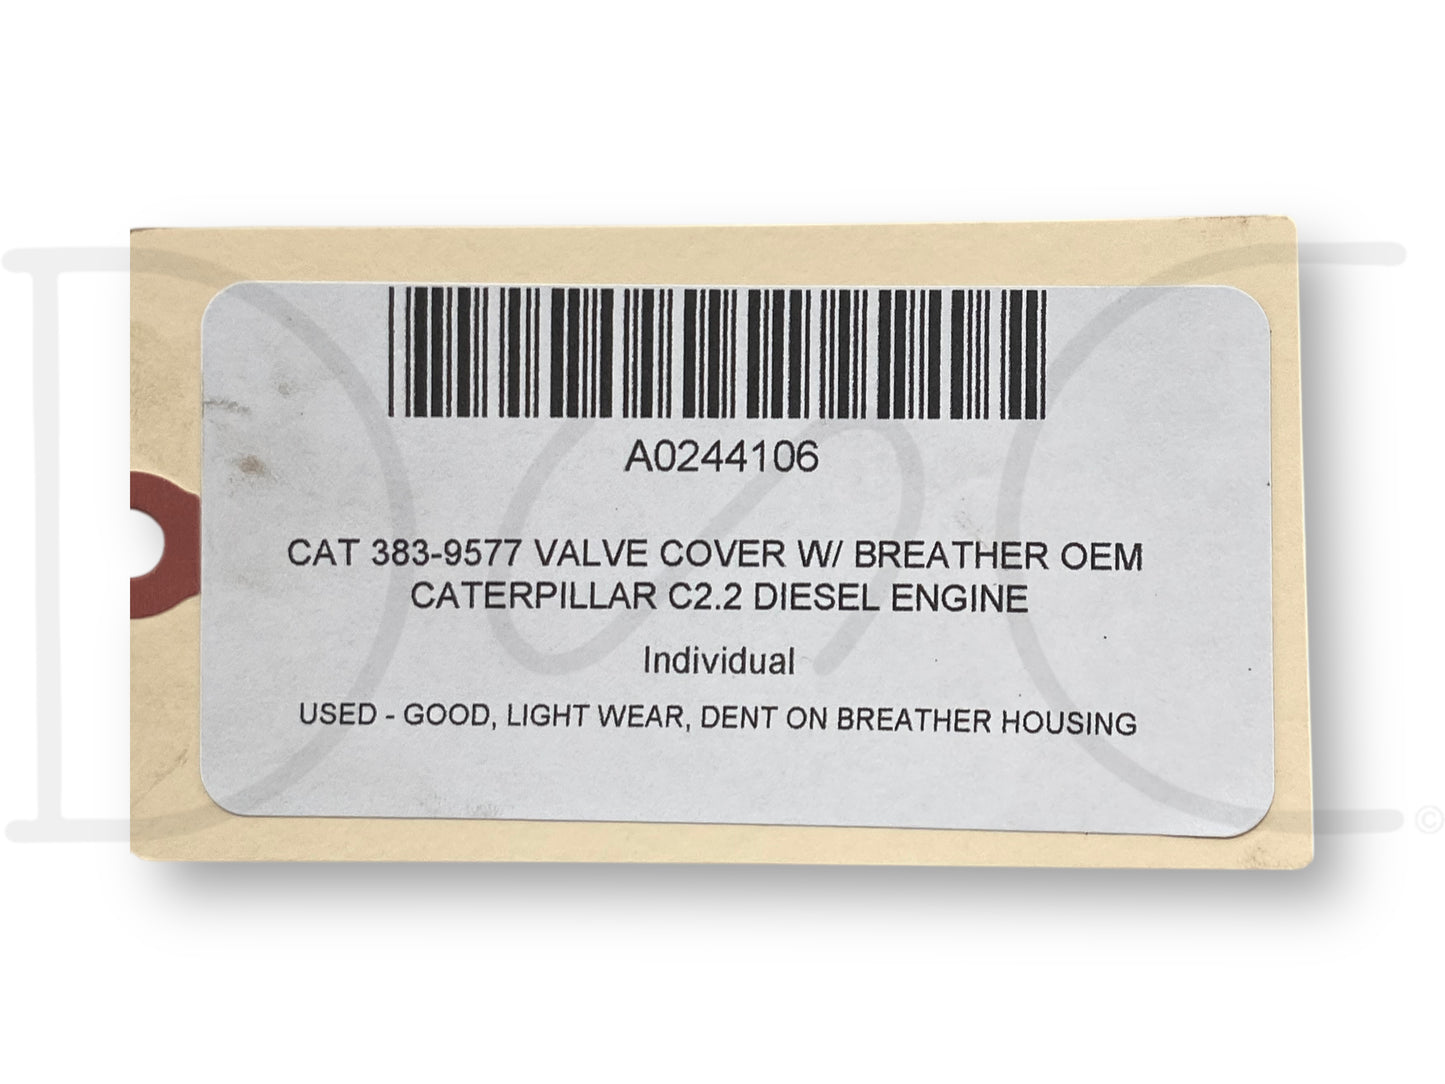 A0244106
CAT 383-9577 VALVE COVER W/ BREATHER OEM
CATERPILLAR C2.2 DIESEL ENGINE
Individual
USED - GOOD, LIGHT WEAR, DENT ON BREATHER HOUSING
©